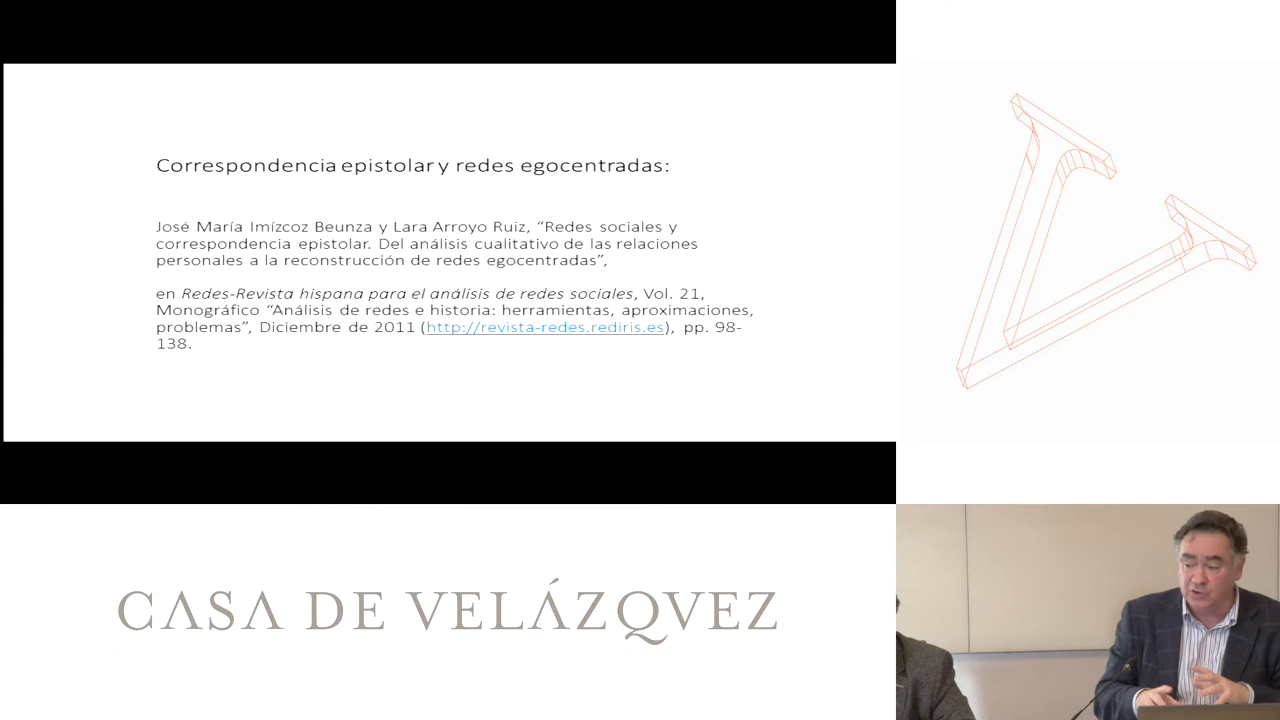 Correspondencia epistolar y redes egocentradas:
José María Imízcoz Beunza y Lara Arroyo Ruiz, “Redes sociales y
correspondencia epistolar. Del análisis cualitativo de las relaciones
personales a la reconstrucción de redes egocentradas”,
en Redes-Revista hispana para el análisis de redes sociales, Vol. 21,
Monográfico “Análisis de redes e historia: herramientas, aproximaciones,
problemas”, Diciembre de 2011 (http://revista-redes.rediris.es), pp. 98-
138.
CASA DE VELÁZQVEZ